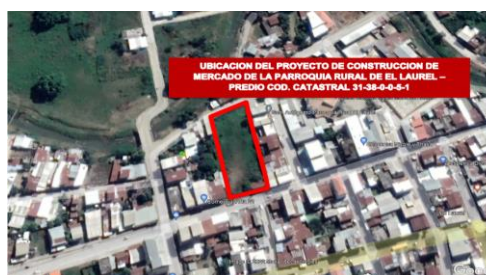 UBICACION DEL PROYECTO DE CONSTRUCCION DE
MERCADO DE LA PARROQUIA RURAL DE EL LAUREL –
PREDIO COD. CATASTRAL 31-38-0-0-5-1